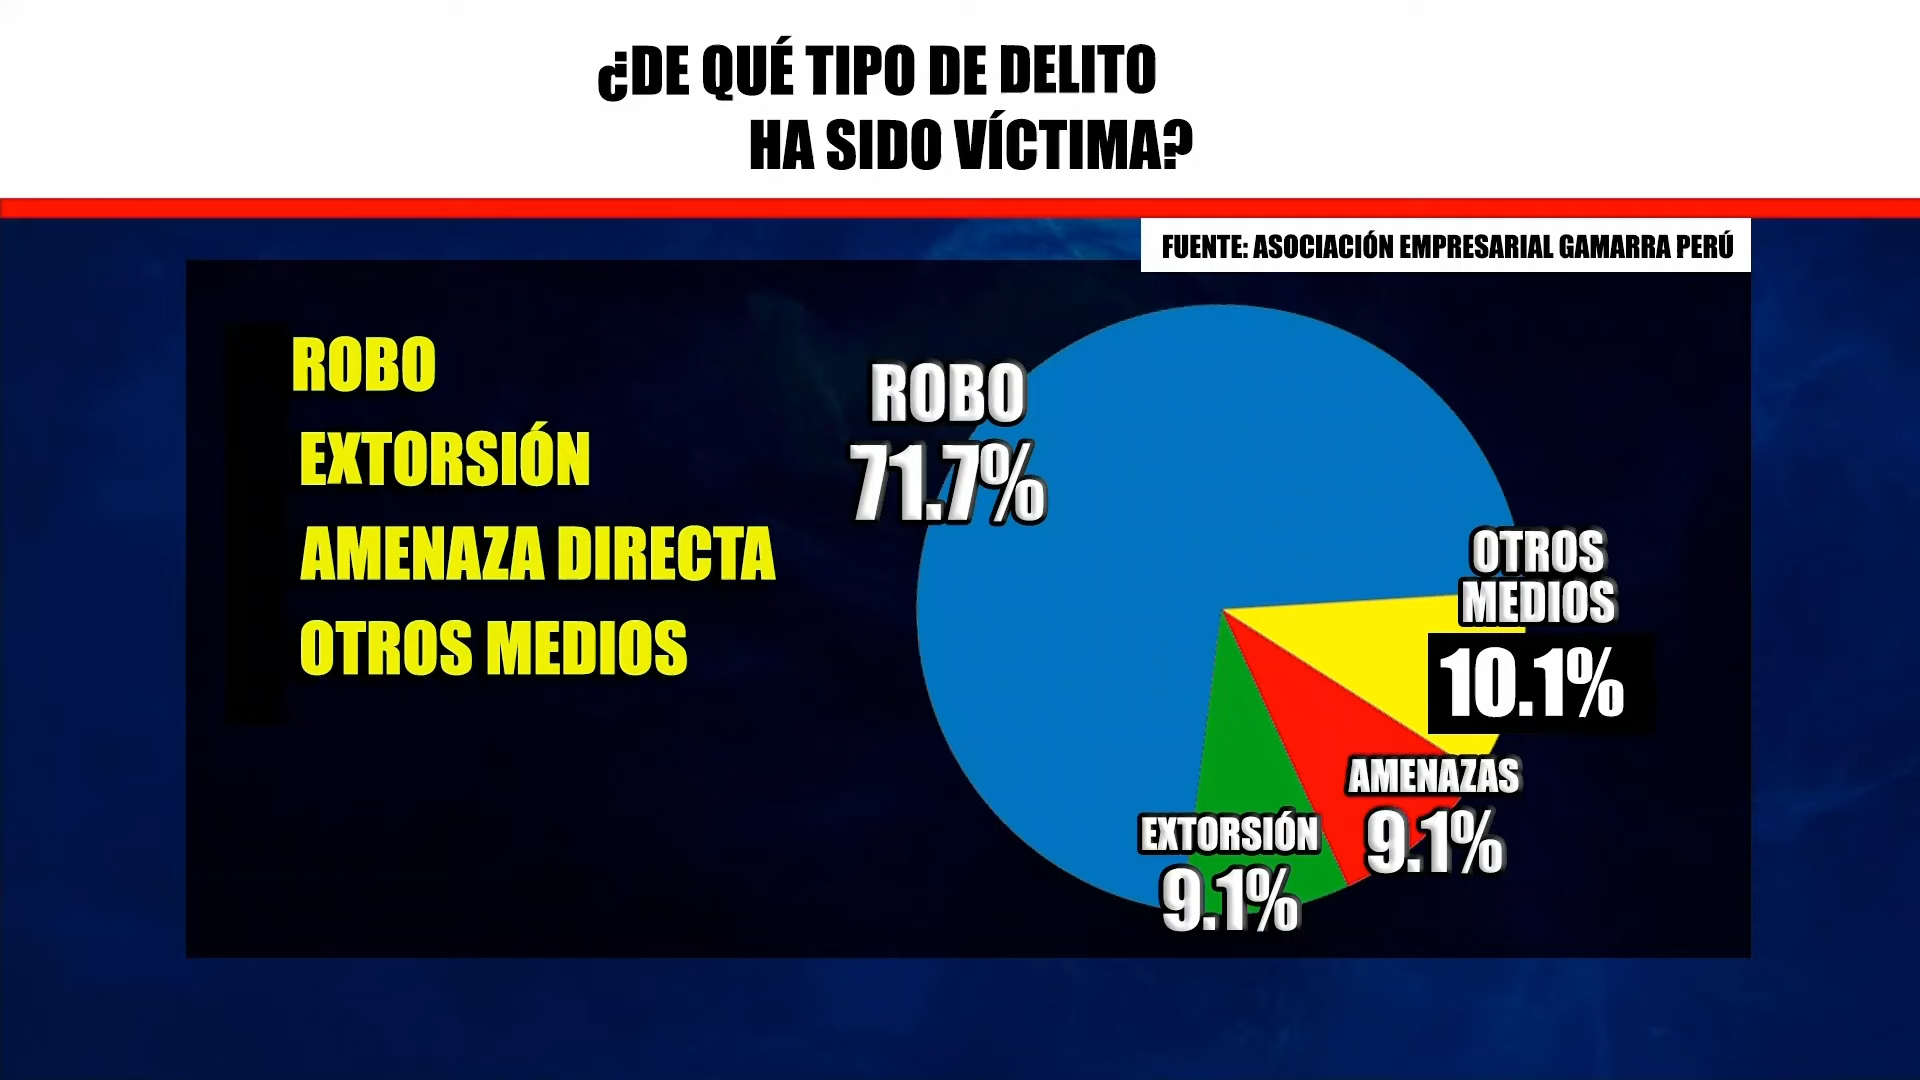 ¿DE QUÉ TIPO DE DELITO
HA SIDO VÍCTIMA?
FUENTE: ASOCIACIÓN EMPRESARIAL GAMARRA PERÚ
ROBO
EXTORSIÓN
AMENAZA DIRECTA
OTROS MEDIOS
ROBO
71.7%
OTROS
MEDIOS
10.1%
AMENAZAS
9.1%
EXTORSIÓN
9.1%